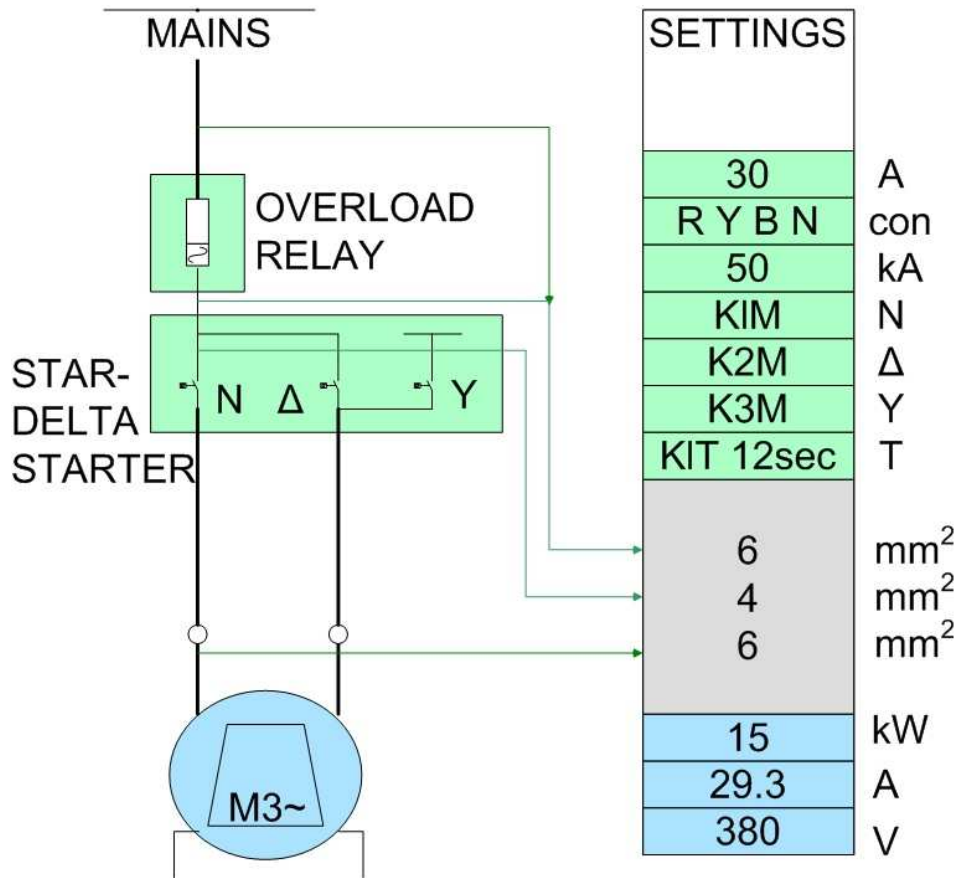 MAINS
SETTINGS
30 A
OVERLOAD
RELAY
R Y B N con
50 kA
KIM N
K2M Δ
K3M Y
KIT 12sec T
STAR-
DELTA
STARTER
N Δ Y
6 mm²
4 mm²
6 mm²
M3~
15 kW
29.3 A
380 V